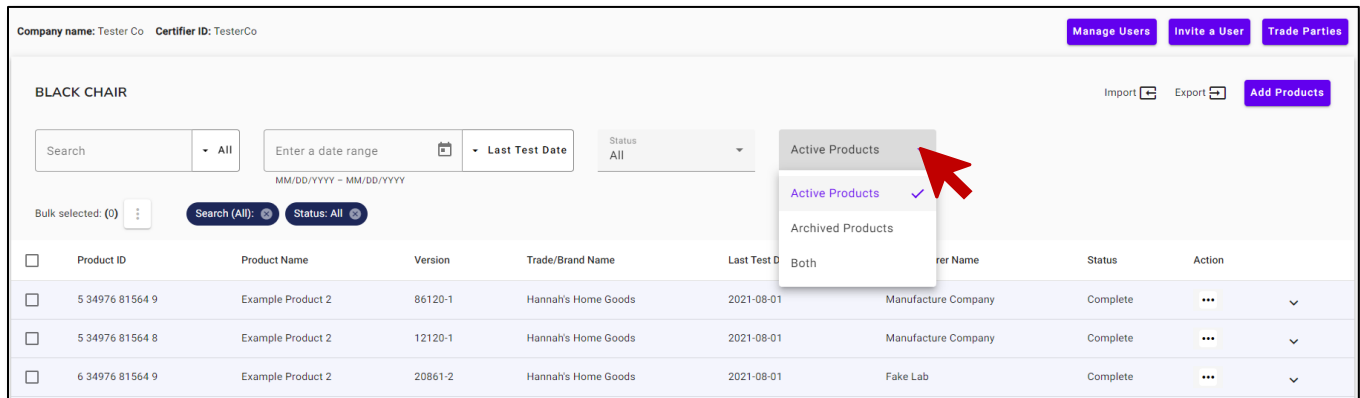 Company name: Tester Co Certifier ID: TesterCo
Manage Users
Invite a User
Trade Parties
BLACK CHAIR
Import
Export
Add Products
Search
All
Enter a date range
Last Test Date
MM/DD/YYYY – MM/DD/YYYY
Status
All
Active Products
Active Products
Archived Products
Both
Bulk selected: (0)
Search (All):
Status: All
Product ID Product Name Version Trade/Brand Name Last Test D rer Name Status Action
5 34976 81564 9 Example Product 2 86120-1 Hannah's Home Goods 2021-08-01 Manufacture Company Complete
5 34976 81564 8 Example Product 2 12120-1 Hannah's Home Goods 2021-08-01 Manufacture Company Complete
6 34976 81564 9 Example Product 2 20861-2 Hannah's Home Goods 2021-08-01 Fake Lab Complete